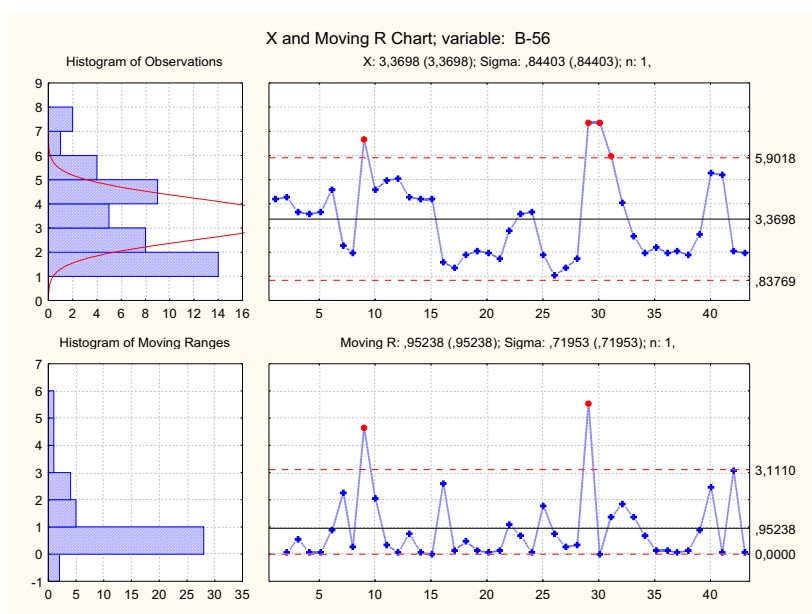 X and Moving R Chart; variable: B-56
Histogram of Observations
X: 3,3698 (3,3698); Sigma: ,84403 (,84403); n: 1,
9
8
7
6
5
4
3
2
1
0
0 2 4 6 8 10 12 14 16
5,9018
3,3698
,83769
5 10 15 20 25 30 35 40
Histogram of Moving Ranges
Moving R: ,95238 (,95238); Sigma: ,71953 (,71953); n: 1,
7
6
5
4
3
2
1
0
-1
0 5 10 15 20 25 30 35
3,1110
,95238
0,0000
5 10 15 20 25 30 35 40